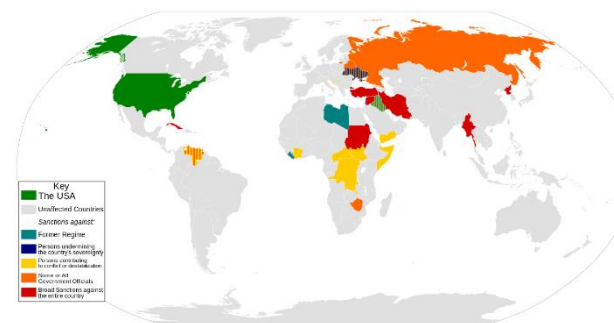 Key
The USA
Unaffected Countries
Sanctions against:
Former Regime
Persons undermining
the country's sovereignty
Persons contributing
to conflict or destabilization
Some or All
Government Officials
Broad Sanctions against
the entire country